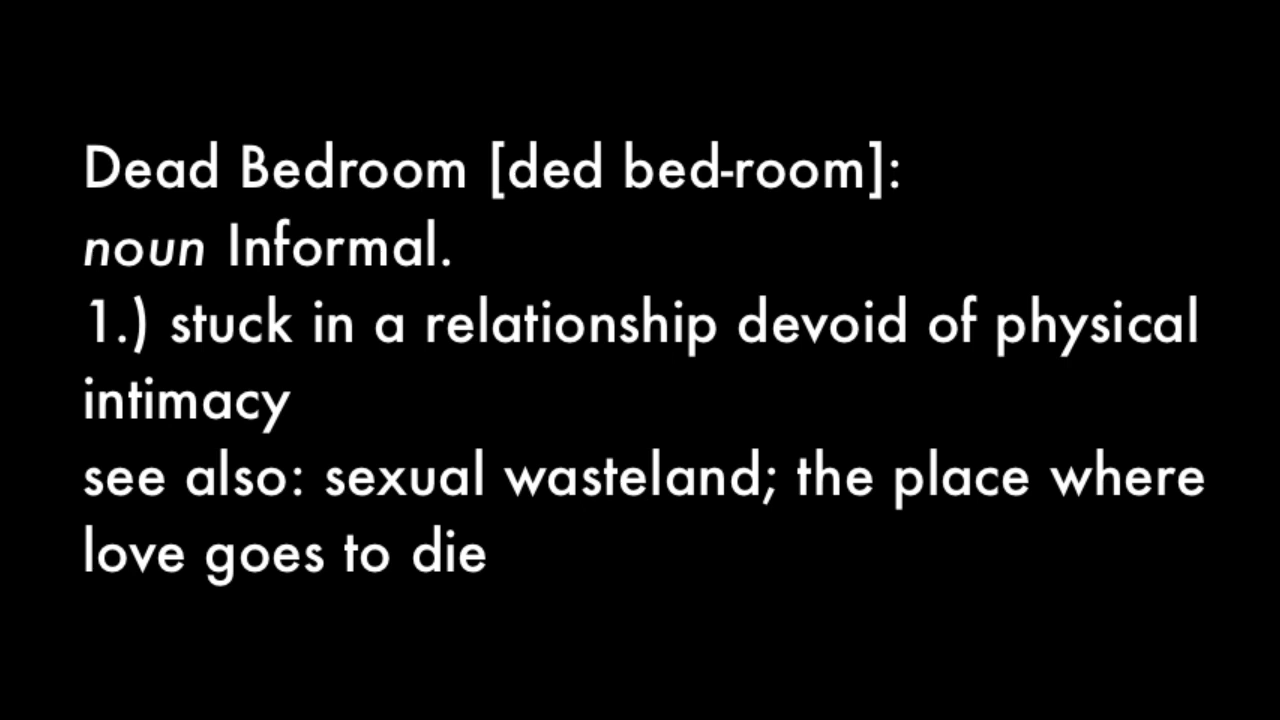 Dead Bedroom [ded bed-room]:
noun Informal.
1.) stuck in a relationship devoid of physical
intimacy
see also: sexual wasteland; the place where
love goes to die